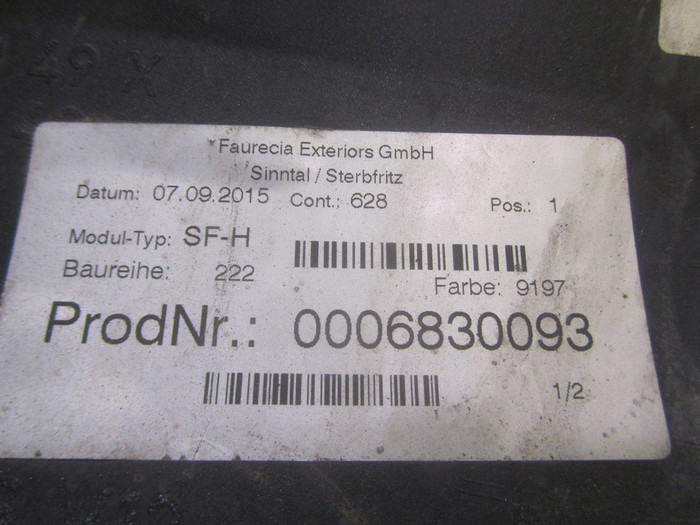 49 X
Faurecia Exteriors GmbH
Sinntal / Sterbfritz
Datum: 07.09.2015 Cont.: 628 Pos.: 1
Modul-Typ: SF-H
Baureihe: 222 Farbe: 9197
ProdNr.: 0006830093
1/2